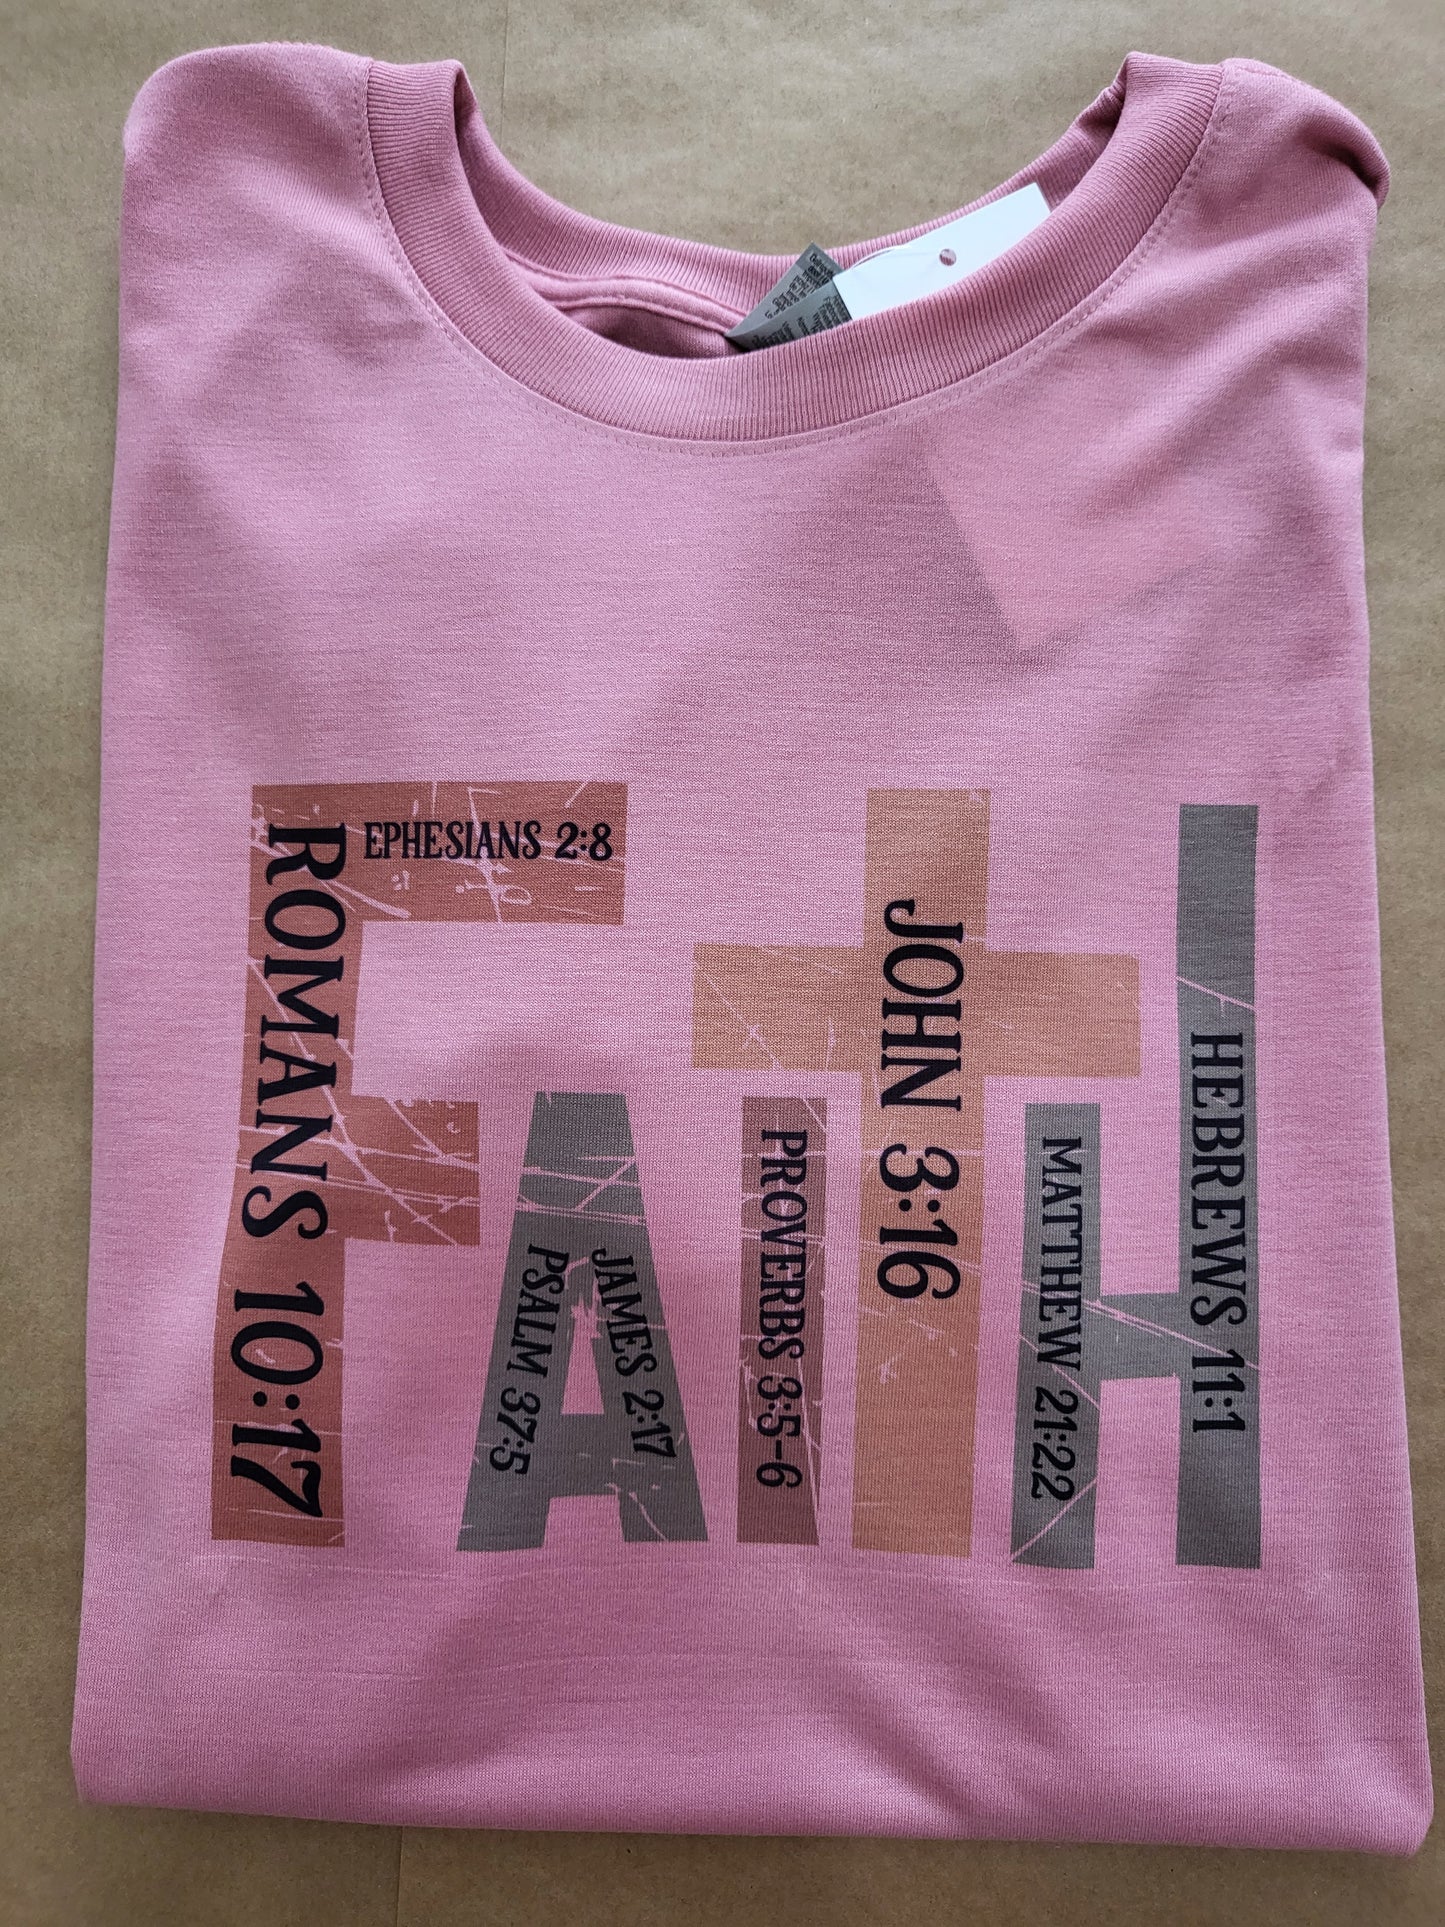 FAITH
EPHESIANS 2:8
ROMANS 10:17
PSALM 37:5
JAMES 2:17
PROVERBS 3:5-6
JOHN 3:16
MATTHEW 21:22
HEBREWS 11:1